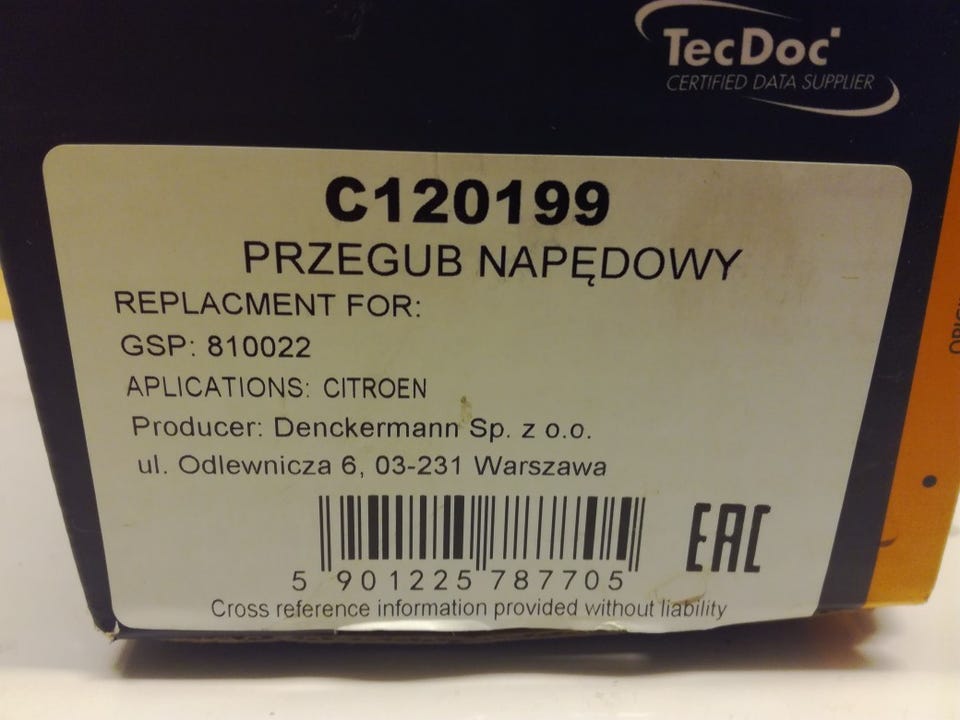 TecDoc
CERTIFIED DATA SUPPLIER
C120199
PRZEGUB NAPĘDOWY
REPLACMENT FOR:
GSP: 810022
APLICATIONS: CITROEN
Producer: Denckermann Sp. z o.o.
ul. Odlewnicza 6, 03-231 Warszawa
EAC
5 901225 787705
Cross reference information provided without liability